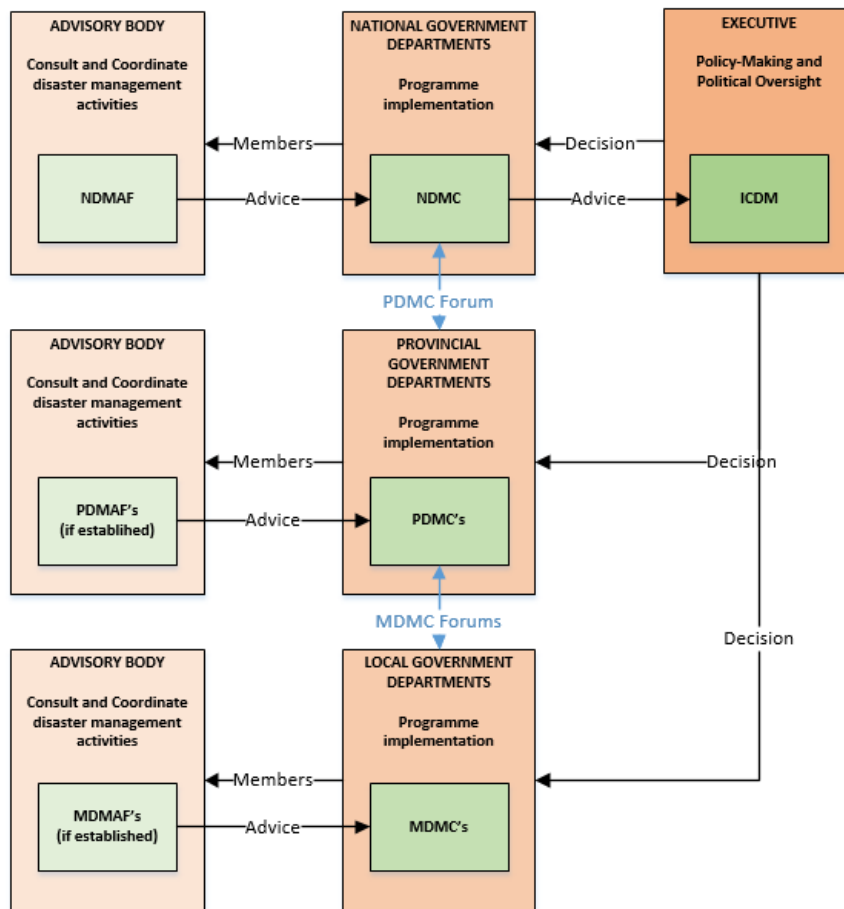 ADVISORY BODY
Consult and Coordinate
disaster management
activities
NDMAF
Members
Advice
NATIONAL GOVERNMENT
DEPARTMENTS
Programme
implementation
NDMC
Decision
Advice
EXECUTIVE
Policy-Making and
Political Oversight
ICDM
PDMC Forum
ADVISORY BODY
Consult and Coordinate
disaster management
activities
PDMAF's
(if establihed)
Members
Advice
PROVINCIAL
GOVERNMENT
DEPARTMENTS
Programme
implementation
PDMC's
Decision
MDMC Forums
ADVISORY BODY
Consult and Coordinate
disaster management
activities
MDMAF's
(if established)
Members
Advice
LOCAL GOVERNMENT
DEPARTMENTS
Programme
implementation
MDMC's
Decision